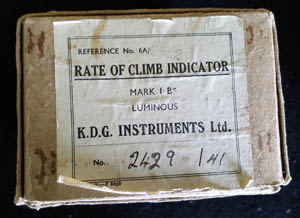 REFERENCE No. 6A/
RATE OF CLIMB INDICATOR
MARK I B*
LUMINOUS
K.D.G. INSTRUMENTS Ltd.
No. 2429 /41